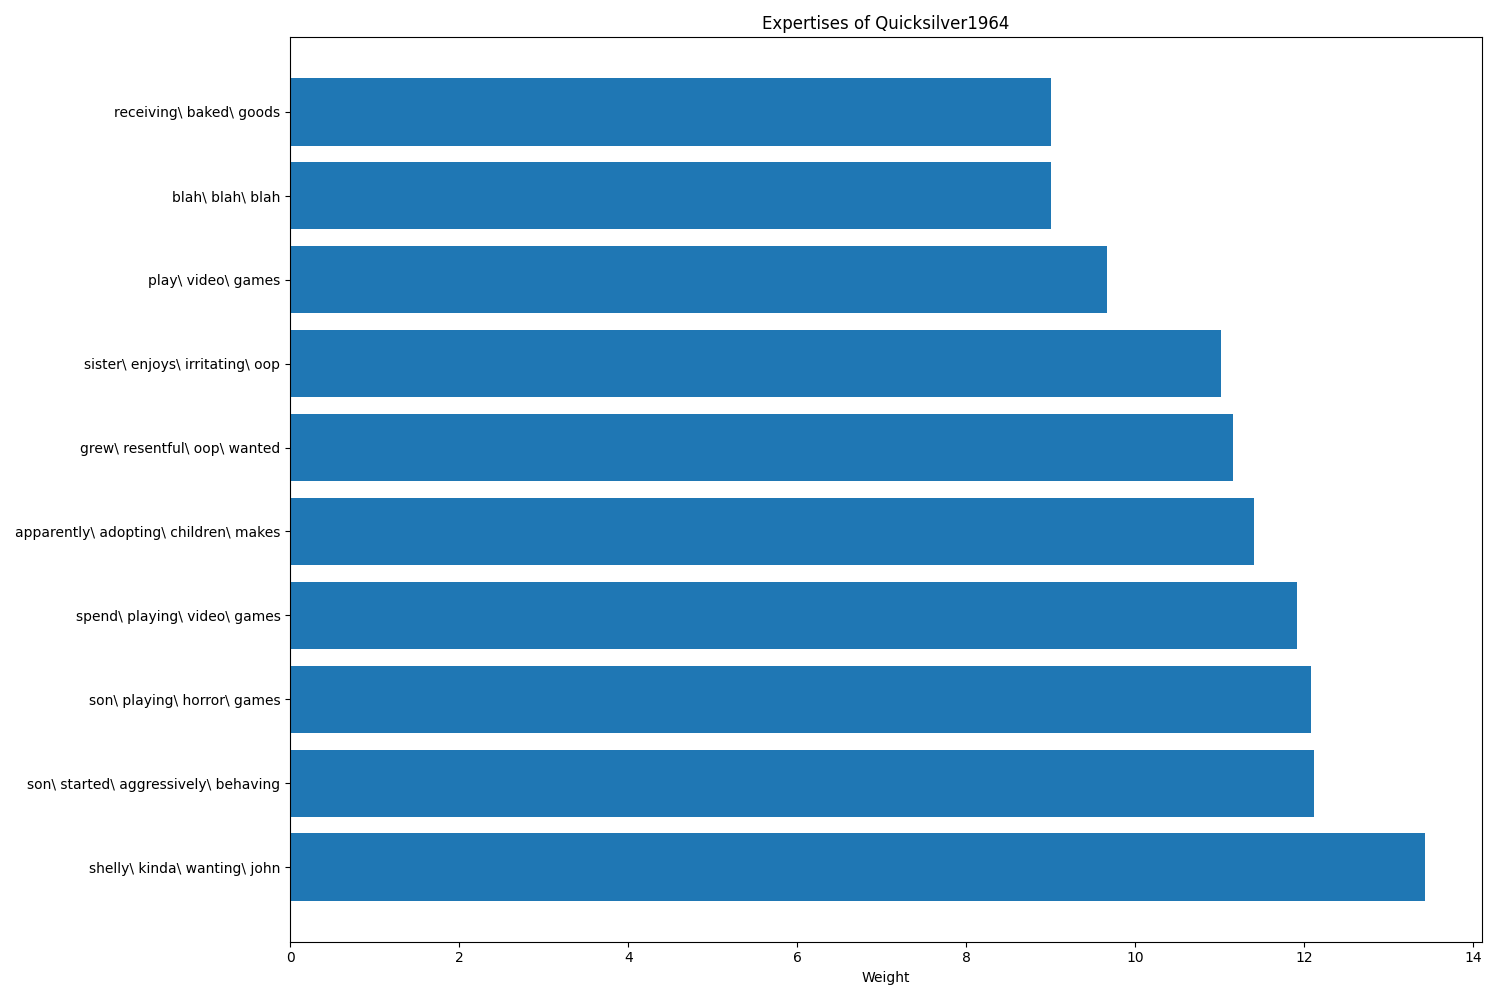 Expertises of Quicksilver1964
receiving\ baked\ goods
blah\ blah\ blah
play\ video\ games
sister\ enjoys\ irritating\ oop
grew\ resentful\ oop\ wanted
apparently\ adopting\ children\ makes
spend\ playing\ video\ games
son\ playing\ horror\ games
son\ started\ aggressively\ behaving
shelly\ kinda\ wanting\ john
0 2 4 6 8 10 12 14
Weight